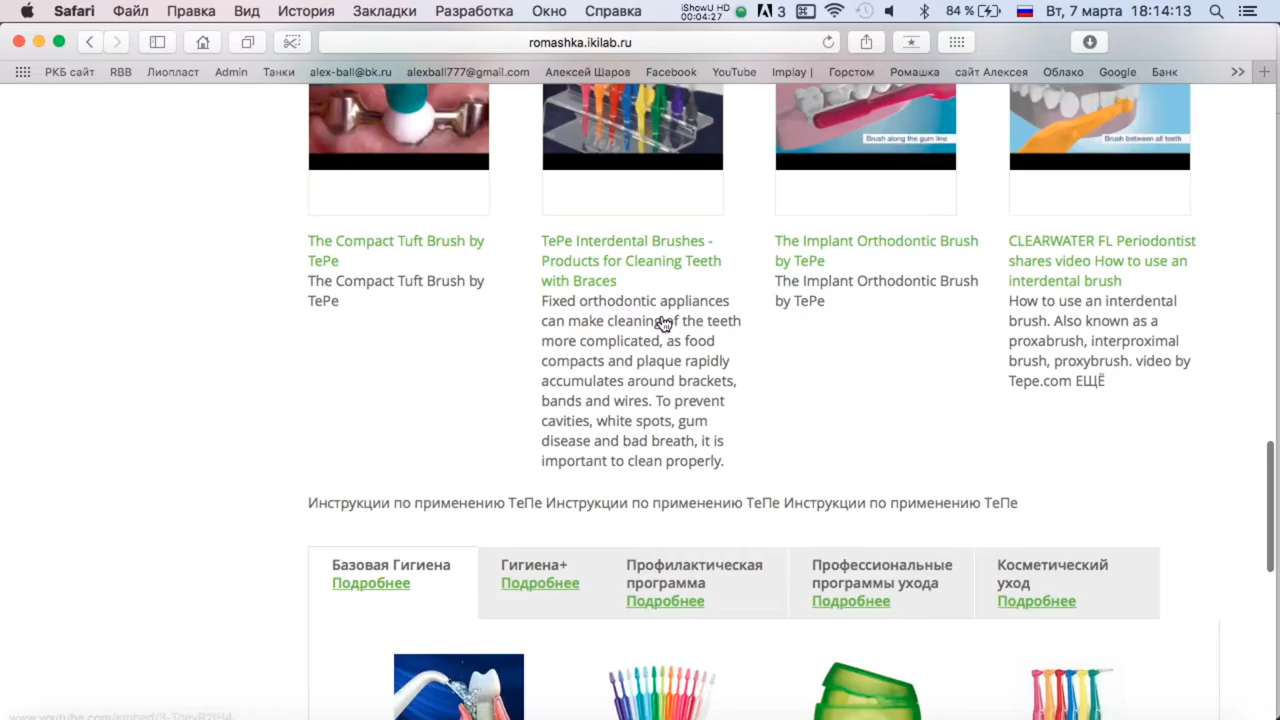 Safari Файл Правка Вид История Закладки Разработка Окно Справка iShowU HD 00:04:27 3 84 % Вт, 7 марта 18:14:13
romashka.ikilab.ru
РКБ сайт RBB Лиопласт Admin Танки alex-ball@bk.ru alexball777@gmail.com Алексей Шаров Facebook YouTube Implay | Горстом Ромашка сайт Алексея Облако Google Банк
Brush along the gum line
Brush between all teeth
The Compact Tuft Brush by
TePe
The Compact Tuft Brush by
TePe
TePe Interdental Brushes -
Products for Cleaning Teeth
with Braces
Fixed orthodontic appliances
can make cleaning of the teeth
more complicated, as food
compacts and plaque rapidly
accumulates around brackets,
bands and wires. To prevent
cavities, white spots, gum
disease and bad breath, it is
important to clean properly.
The Implant Orthodontic Brush
by TePe
The Implant Orthodontic Brush
by TePe
CLEARWATER FL Periodontist
shares video How to use an
interdental brush
How to use an interdental
brush. Also known as a
proxabrush, interproximal
brush, proxybrush. video by
Tepe.com ЕЩЁ
Инструкции по применению ТеПе Инструкции по применению ТеПе Инструкции по применению ТеПе
Базовая Гигиена
Подробнее
Гигиена+
Подробнее
Профилактическая
программа
Подробнее
Профессиональные
программы ухода
Подробнее
Косметический
уход
Подробнее